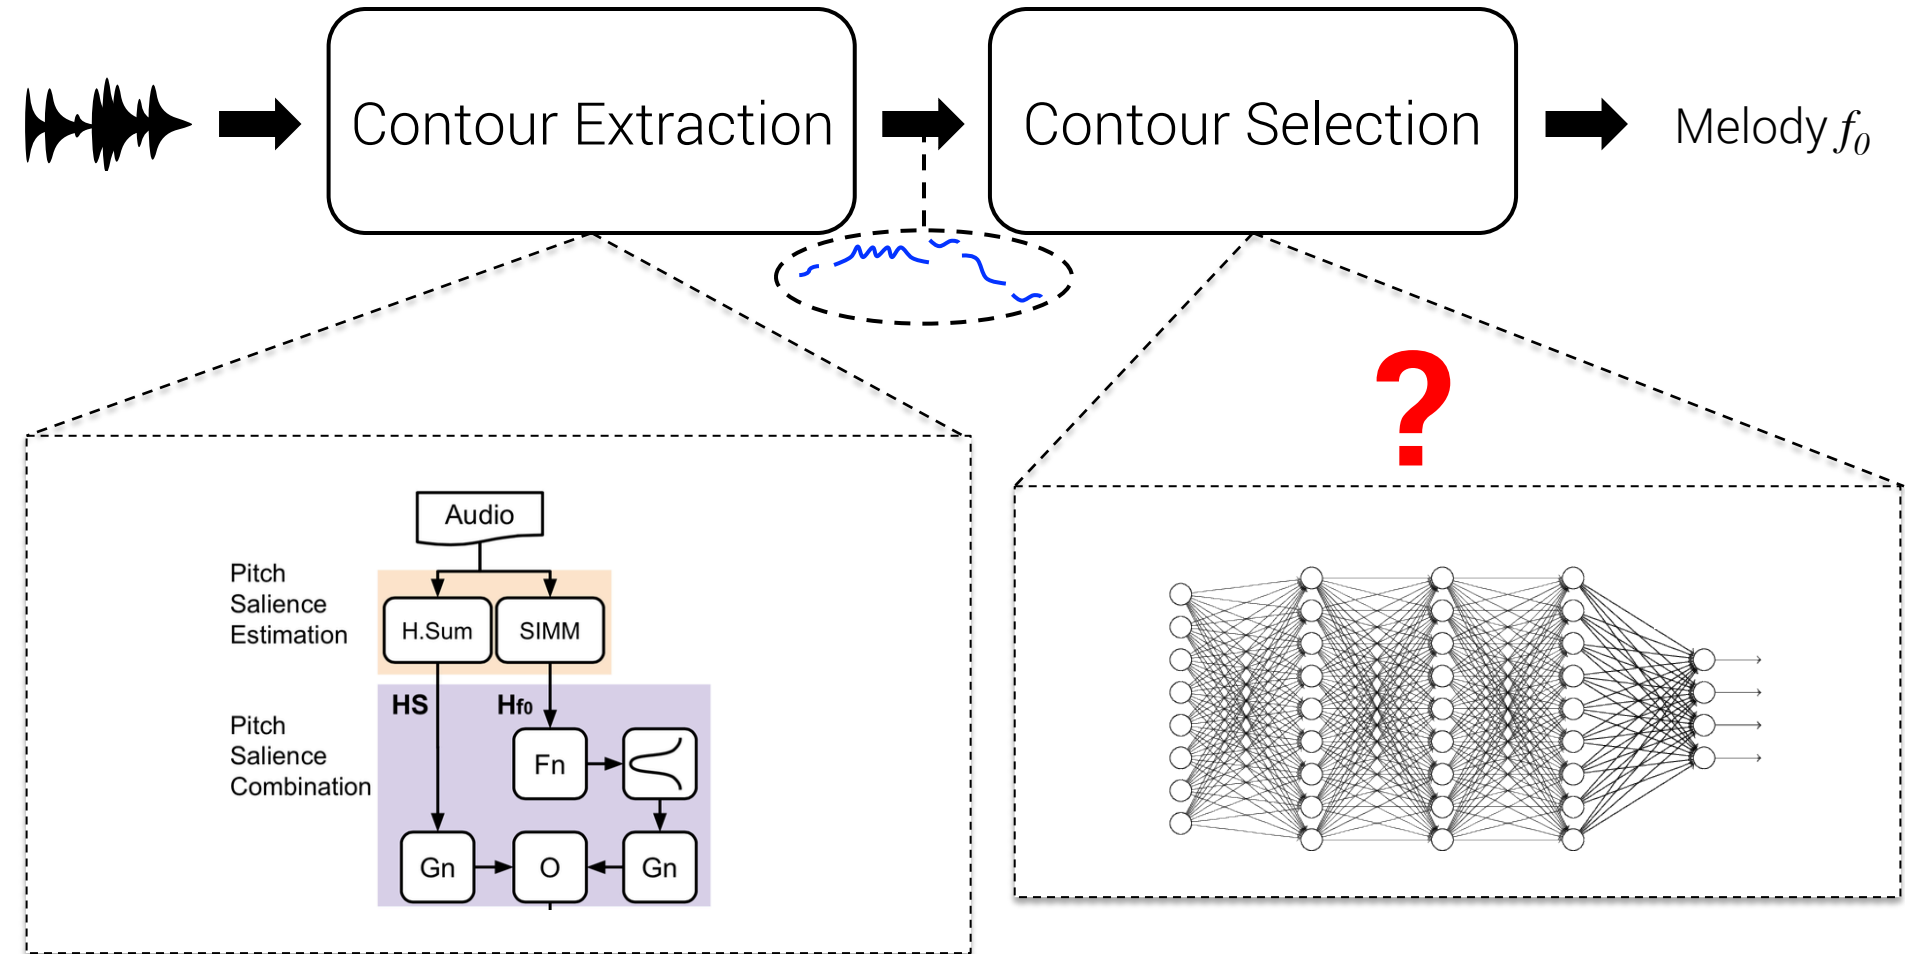 Contour Extraction
Contour Selection
Melody f₀
?
Audio
Pitch
Salience
Estimation
H.Sum
SIMM
HS
Hf₀
Pitch
Salience
Combination
Fn
Gn
O
Gn